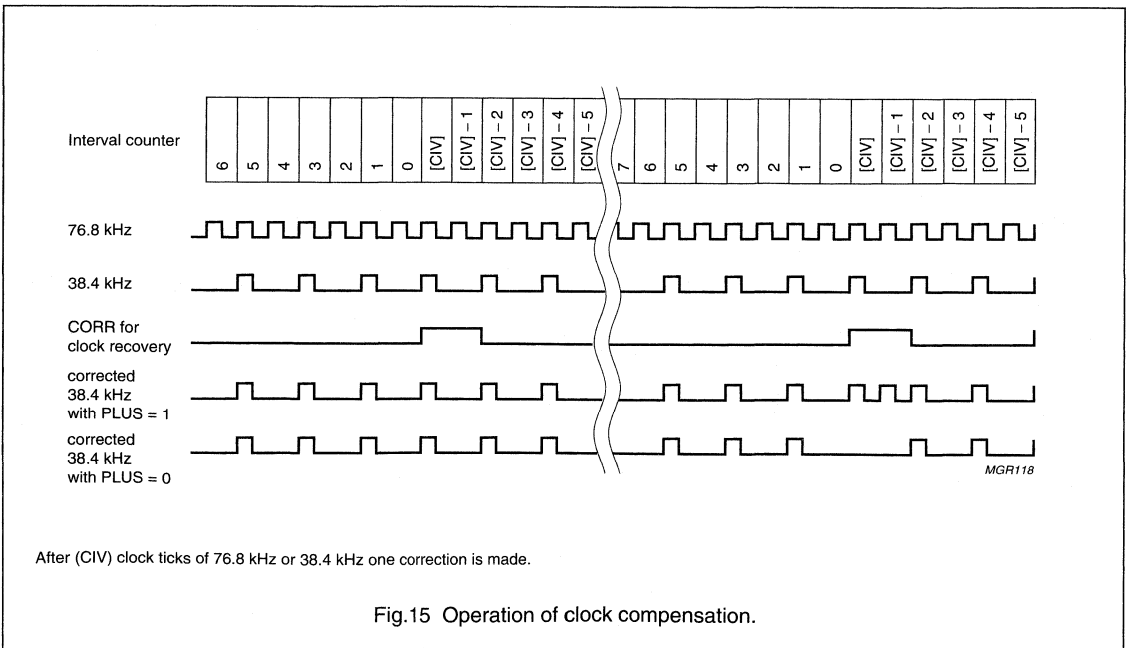 Interval counter
6 5 4 3 2 1 0 [CIV] [CIV] – 1 [CIV] – 2 [CIV] – 3 [CIV] – 4 [CIV] – 5 7 6 5 4 3 2 1 0 [CIV] [CIV] – 1 [CIV] – 2 [CIV] – 3 [CIV] – 4 [CIV] – 5
76.8 kHz
38.4 kHz
CORR for
clock recovery
corrected
38.4 kHz
with PLUS = 1
corrected
38.4 kHz
with PLUS = 0
MGR118
After (CIV) clock ticks of 76.8 kHz or 38.4 kHz one correction is made.
Fig.15 Operation of clock compensation.